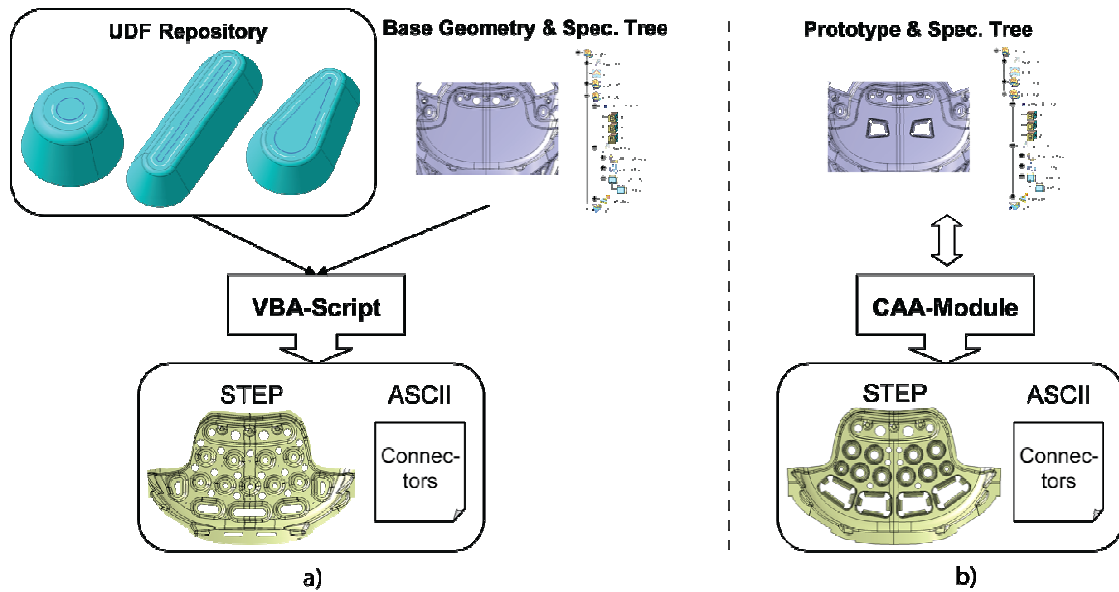 UDF Repository
Base Geometry & Spec. Tree
VBA-Script
STEP
ASCII
Connec-
tors
a)
Prototype & Spec. Tree
CAA-Module
STEP
ASCII
Connec-
tors
b)